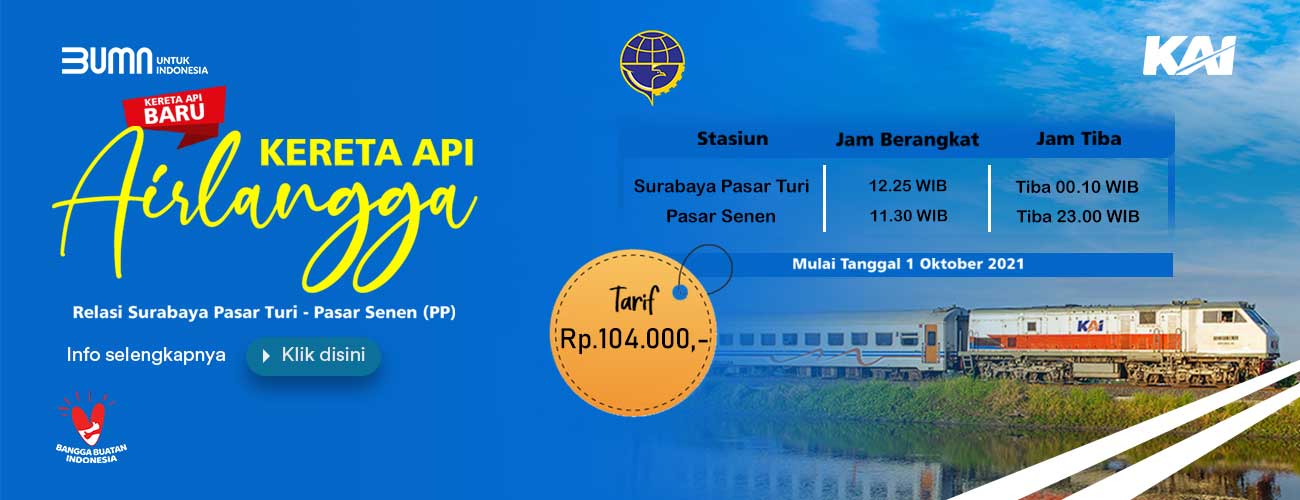 BUMN UNTUK
INDONESIA
KERETA API
BARU
KERETA API
Airlangga
Relasi Surabaya Pasar Turi - Pasar Senen (PP)
Info selengkapnya
Klik disini
BANGGA BUATAN
INDONESIA
KAI
Stasiun Jam Berangkat Jam Tiba
Surabaya Pasar Turi 12.25 WIB Tiba 00.10 WIB
Pasar Senen 11.30 WIB Tiba 23.00 WIB
Mulai Tanggal 1 Oktober 2021
Tarif
Rp.104.000,-
KAI